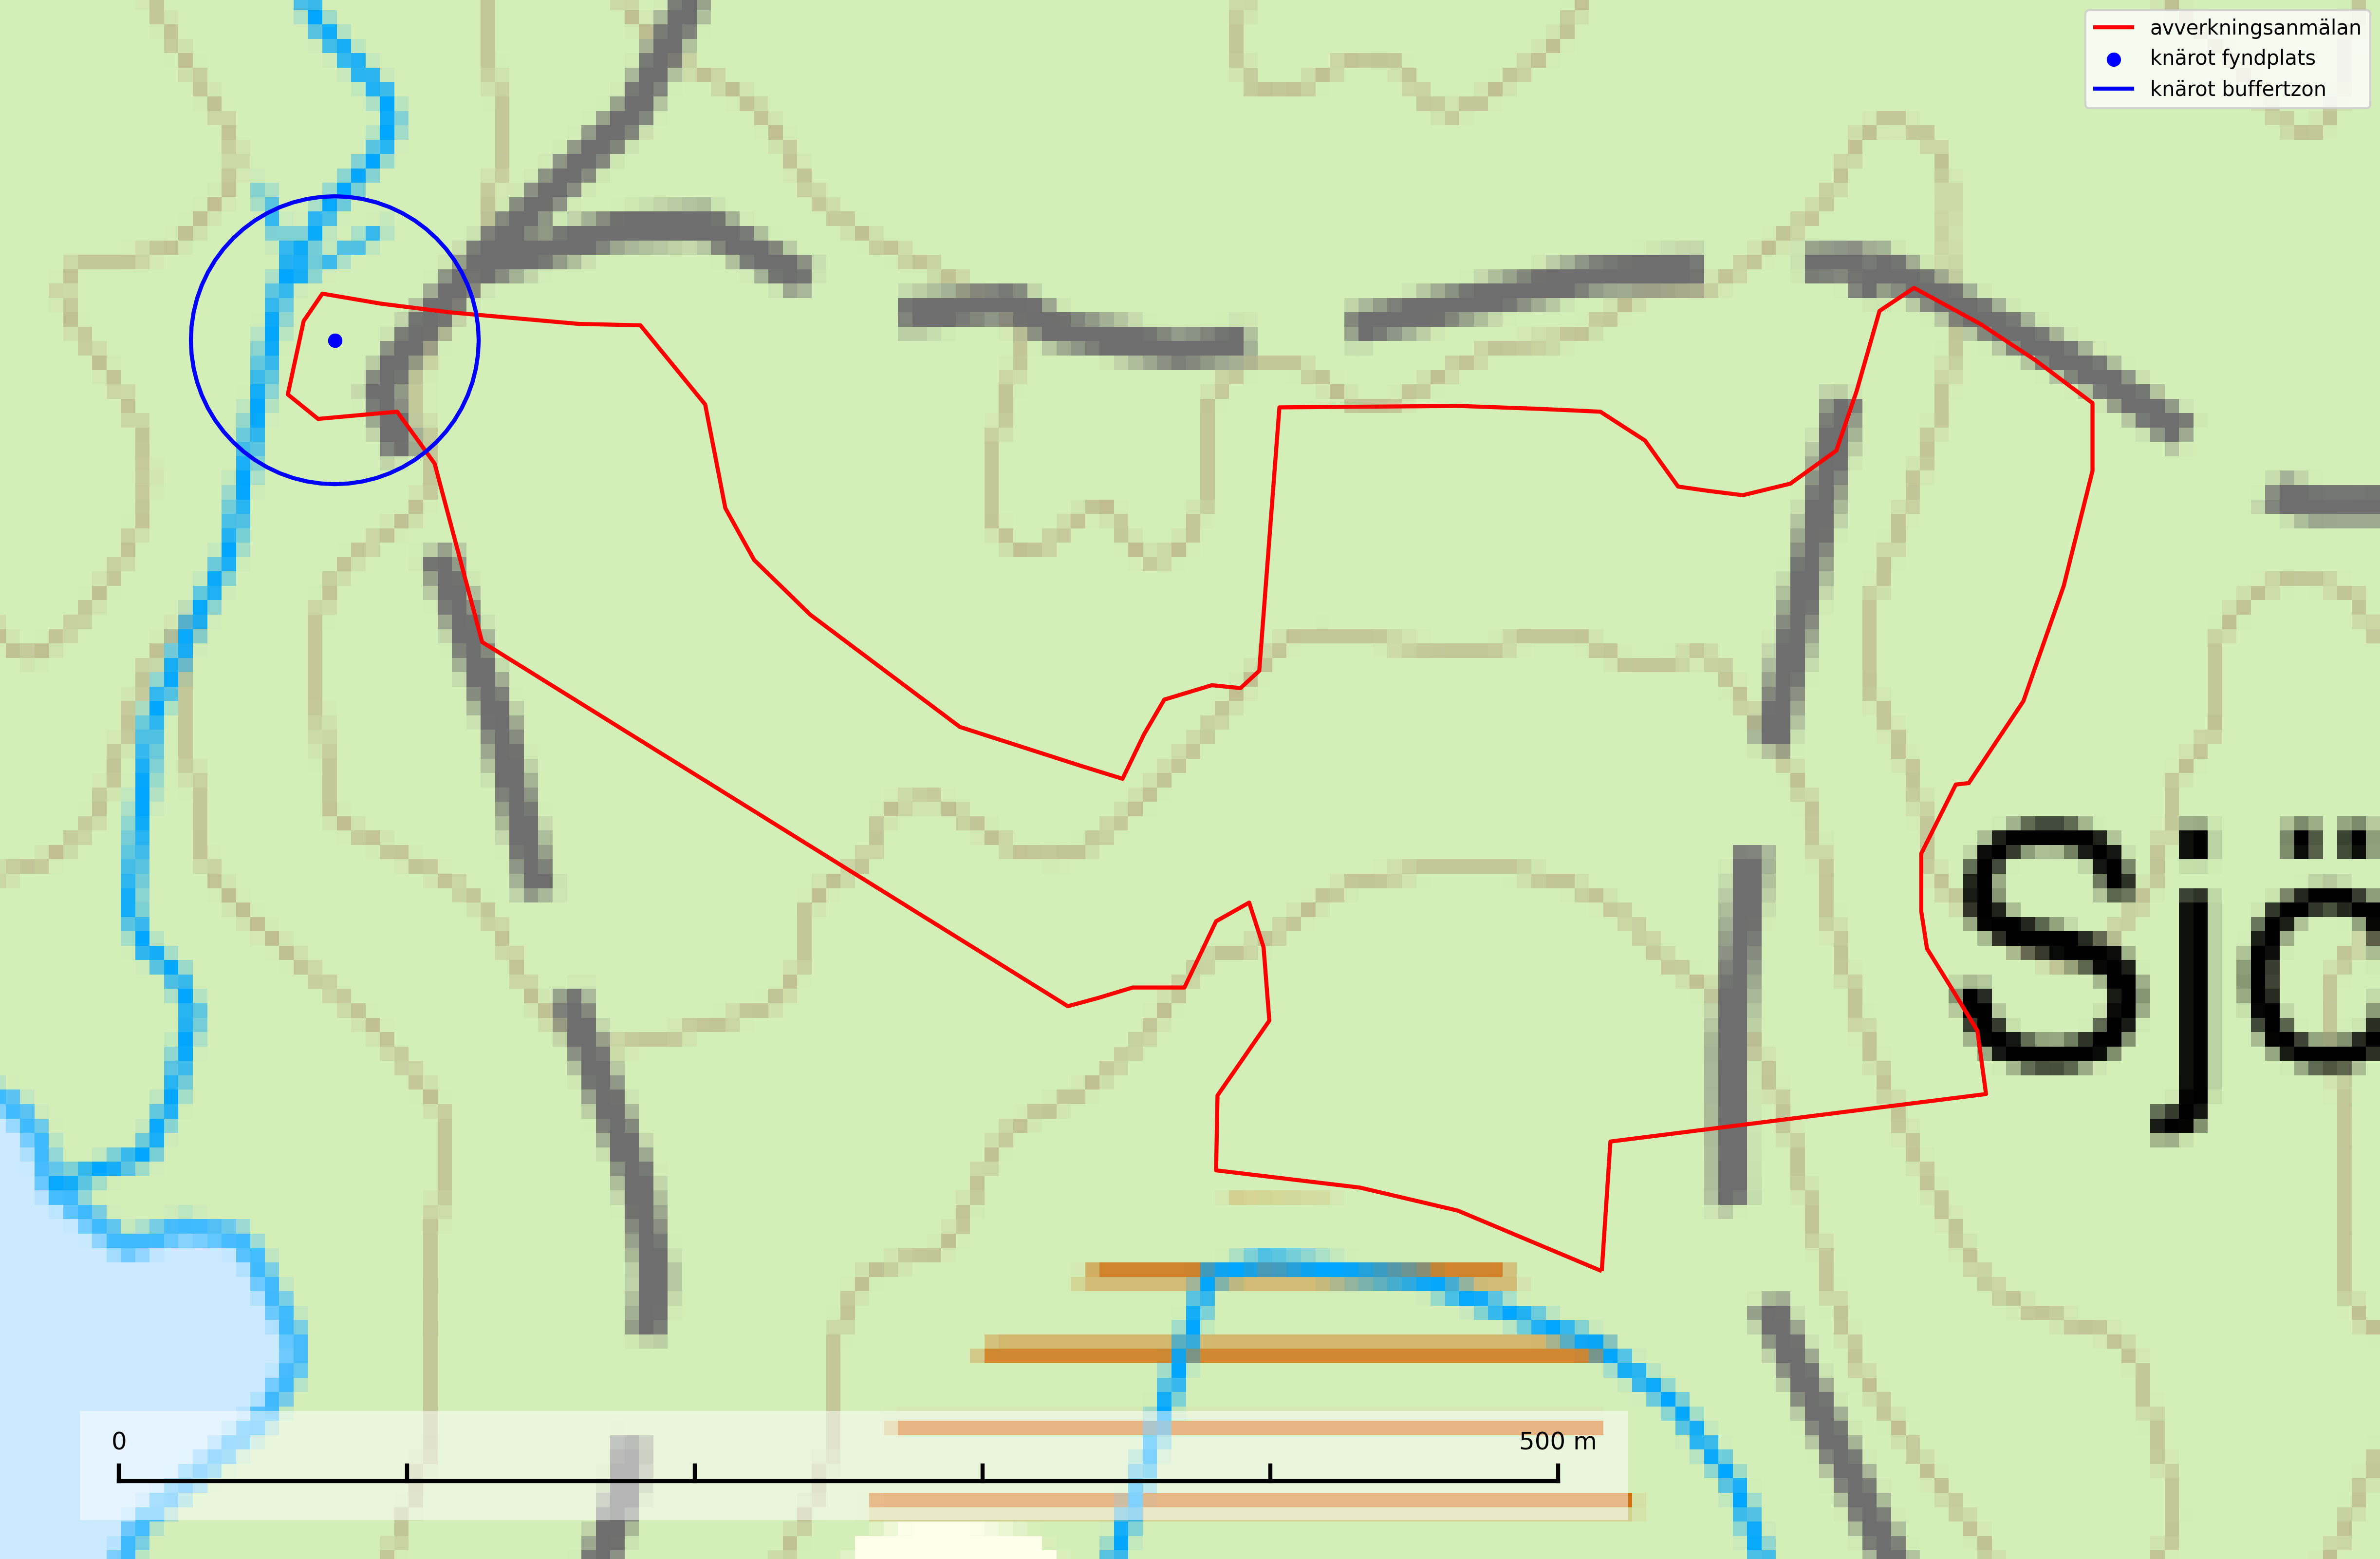 avverkningsanmälan
knärot fyndplats
knärot buffertzon
Sjö
0 500 m